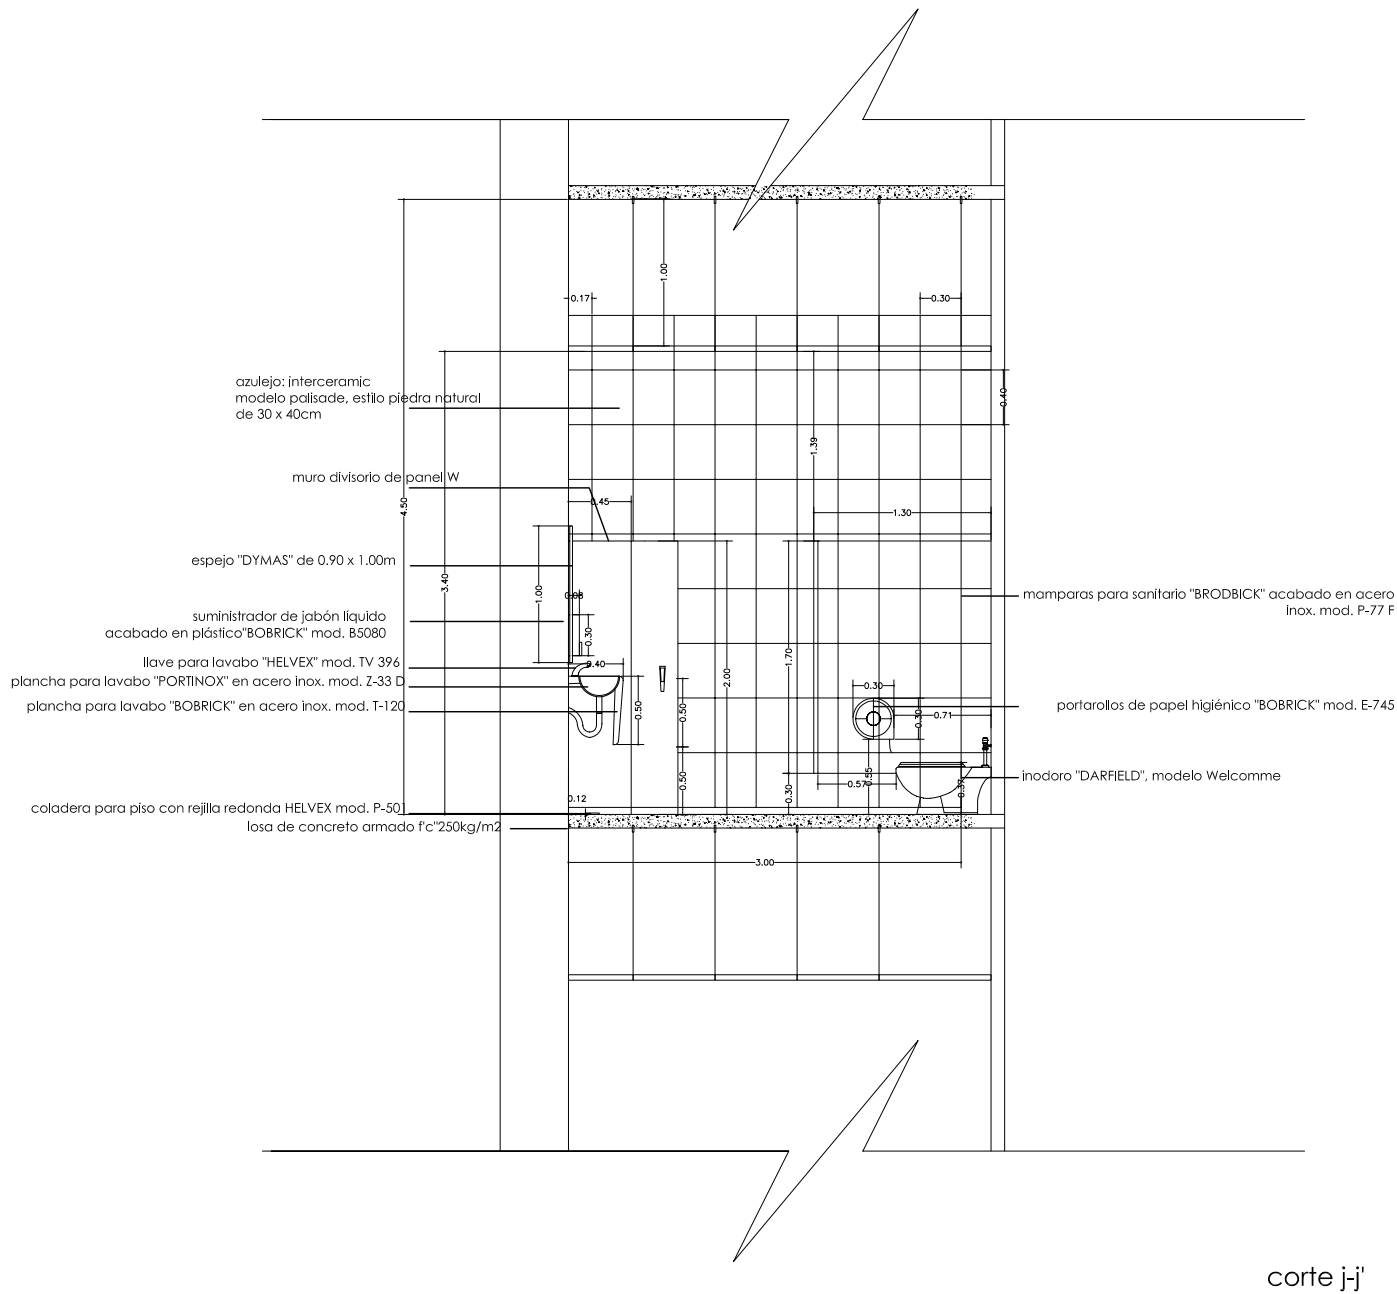 0.17
0.30
1.00
azulejo: interceramic
modelo palisade, estilo piedra natural
de 30 x 40cm
0.40
1.39
muro divisorio de panel W
4.50
0.45
1.30
espejo "DYMAS" de 0.90 x 1.00m
3.40
1.00
0.08
mamparas para sanitario "BRODBICK" acabado en acero
inox. mod. P-77 F
suministrador de jabón líquido
acabado en plástico"BOBRICK" mod. B5080
0.30
llave para lavabo "HELVEX" mod. TV 396
0.40
1.70
2.00
plancha para lavabo "PORTINOX" en acero inox. mod. Z-33 D
0.30
plancha para lavabo "BOBRICK" en acero inox. mod. T-120
0.50
0.50
0.30
0.71
portarollos de papel higiénico "BOBRICK" mod. E-745
0.50
0.30
0.57
0.55
0.37
inodoro "DARFIELD", modelo Welcomme
0.12
coladera para piso con rejilla redonda HELVEX mod. P-501
losa de concreto armado f'c"250kg/m2
3.00
corte j-j'